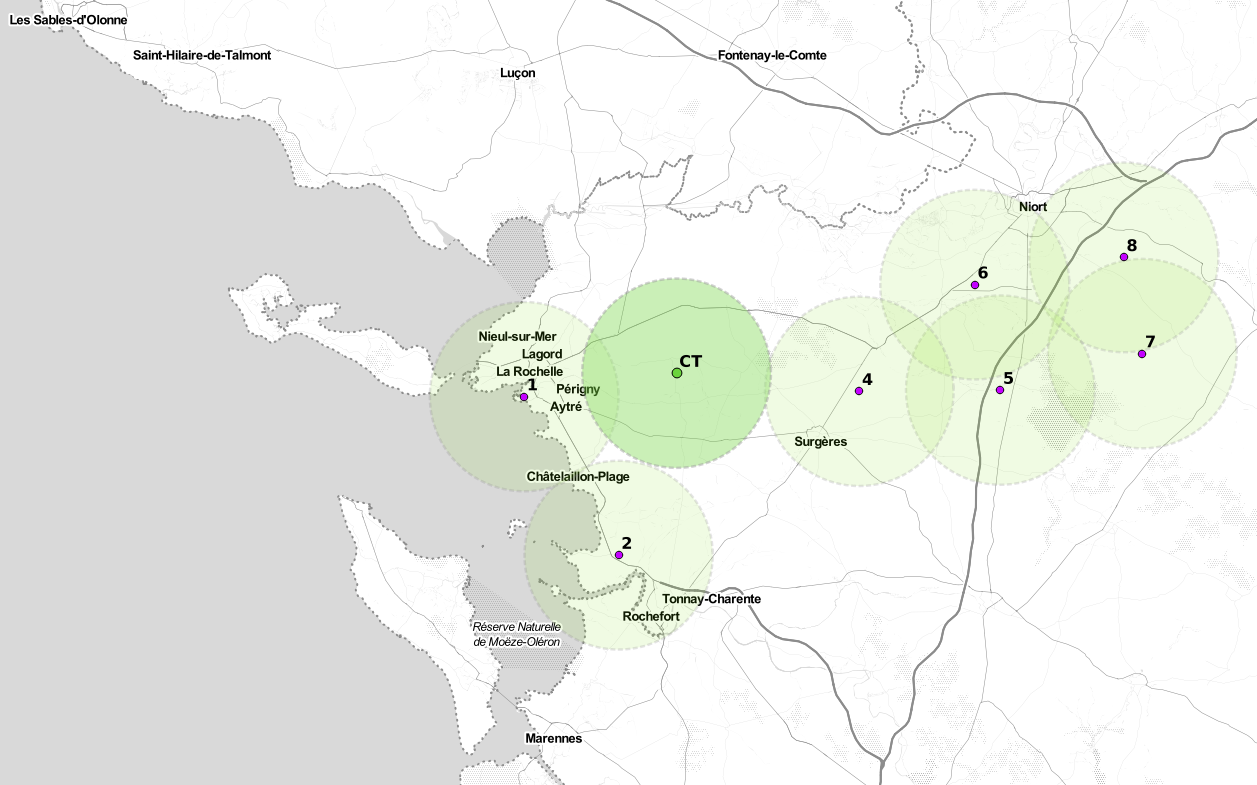 Les Sables-d'Olonne
Saint-Hilaire-de-Talmont
Fontenay-le-Comte
Luçon
Niort
8
6
Nieul-sur-Mer
7
Lagord
CT
La Rochelle
4
5
1
Périgny
Aytré
Surgères
Châtelaillon-Plage
2
Tonnay-Charente
Rochefort
Réserve Naturelle
de Moëze-Oléron
Marennes